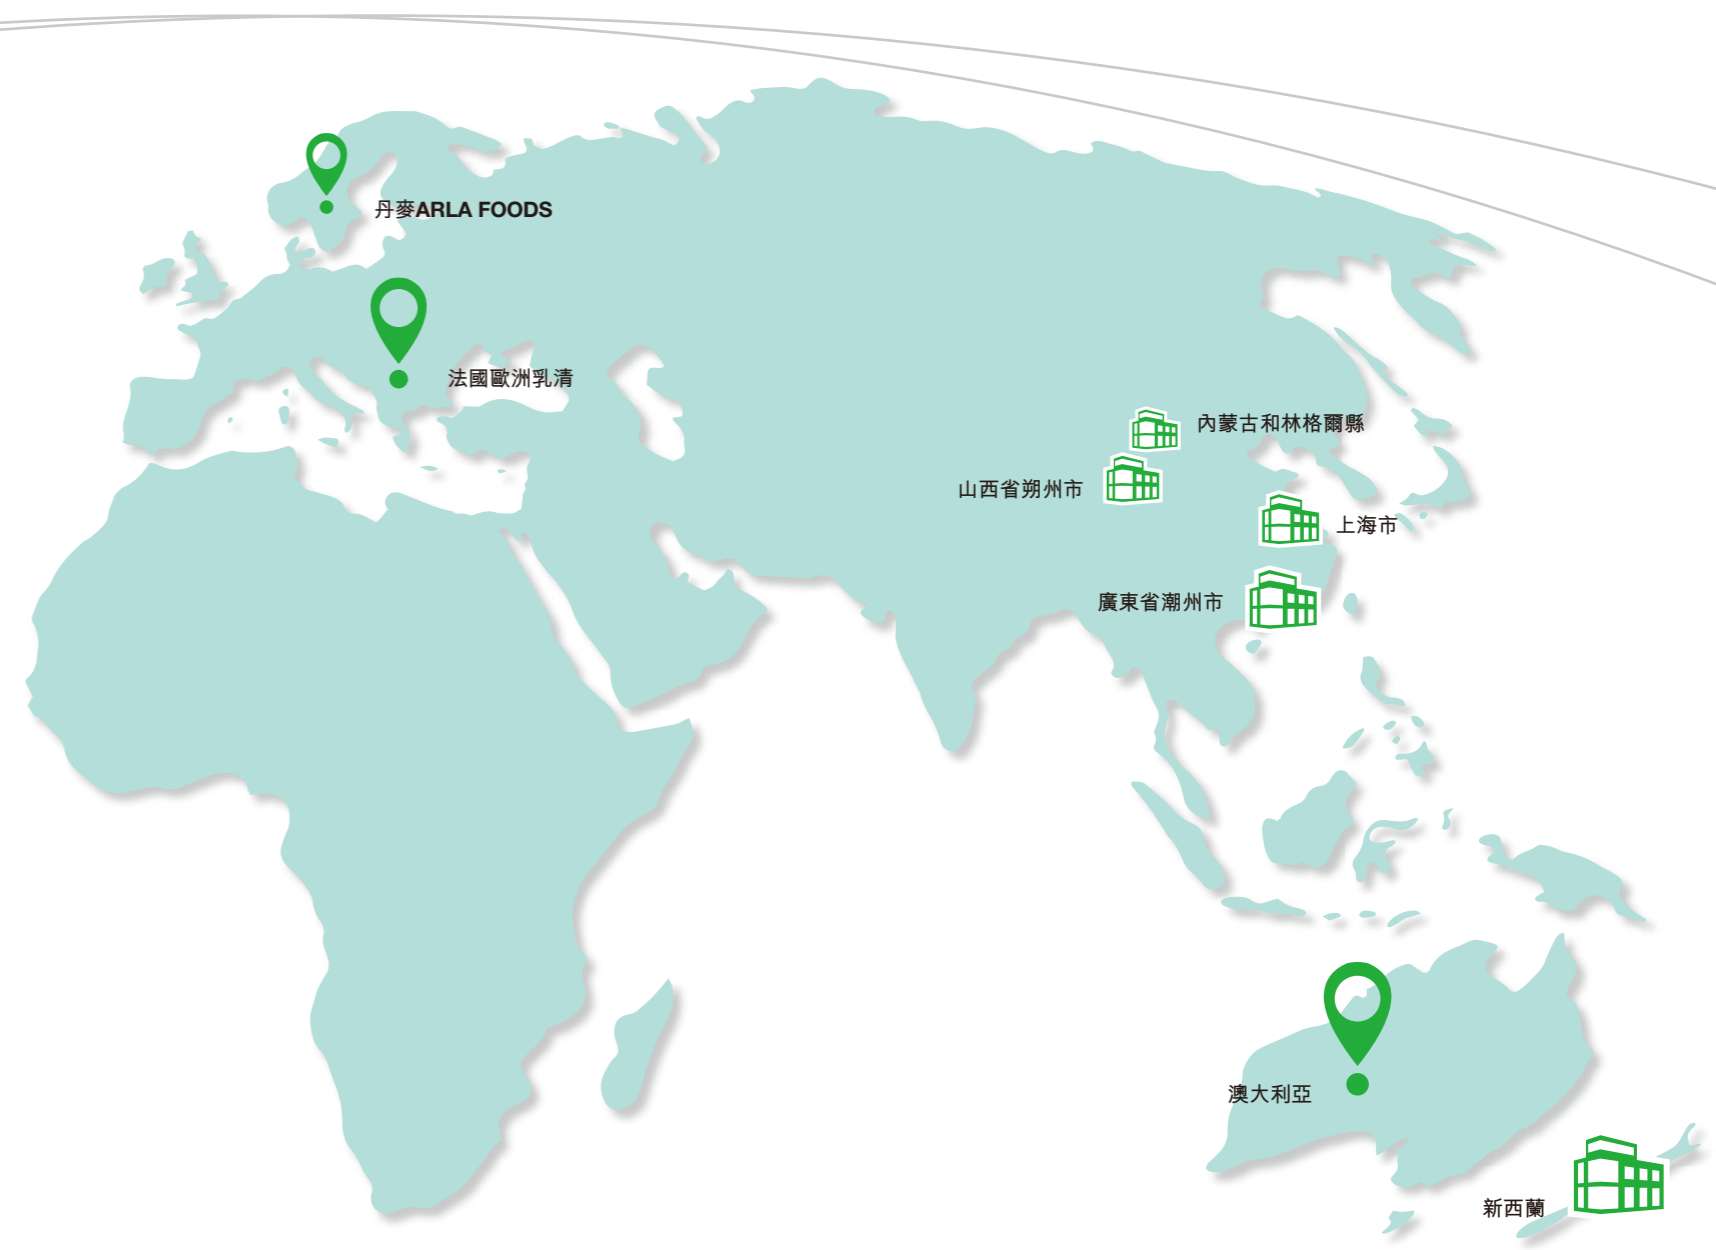 丹麥ARLA FOODS
法國歐洲乳清
內蒙古和林格爾縣
山西省朔州市
上海市
廣東省潮州市
澳大利亞
新西蘭